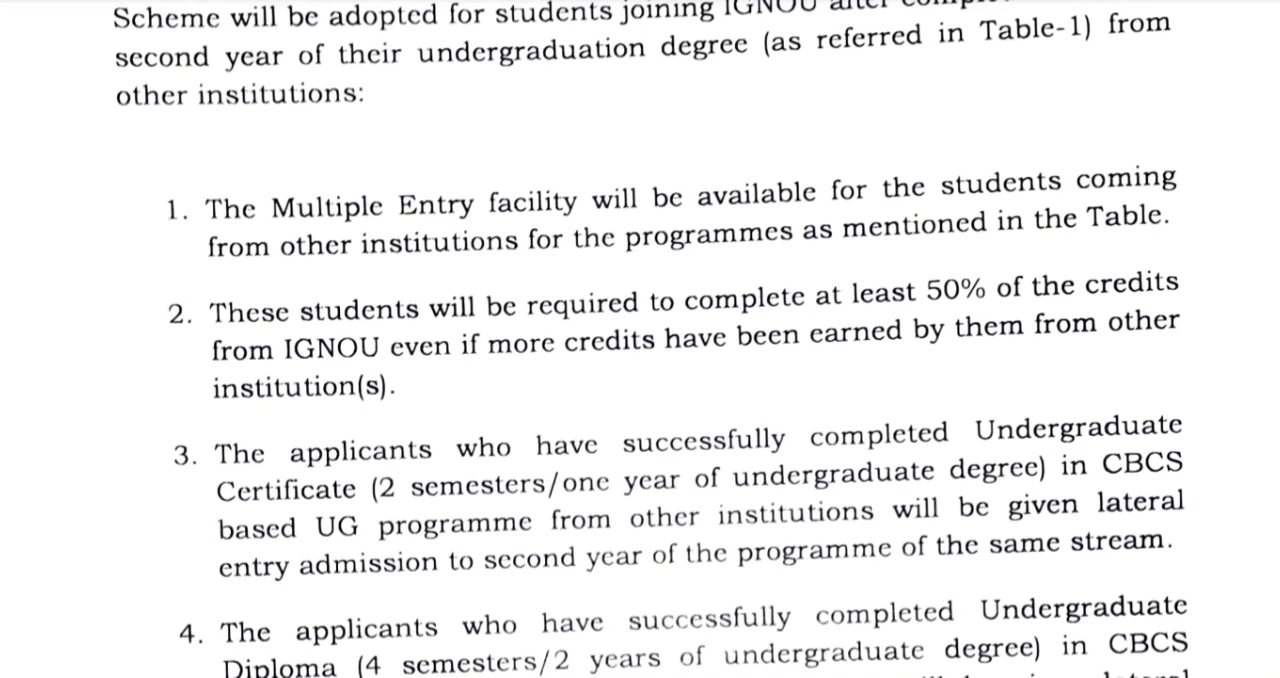 Scheme will be adopted for students joining IGNOU after
second year of their undergraduation degree (as referred in Table-1) from
other institutions:
1. The Multiple Entry facility will be available for the students coming
from other institutions for the programmes as mentioned in the Table.
2. These students will be required to complete at least 50% of the credits
from IGNOU even if more credits have been earned by them from other
institution(s).
3. The applicants who have successfully completed Undergraduate
Certificate (2 semesters/one year of undergraduate degree) in CBCS
based UG programme from other institutions will be given lateral
entry admission to second year of the programme of the same stream.
4. The applicants who have successfully completed Undergraduate
Diploma (4 semesters/2 years of undergraduate degree) in CBCS